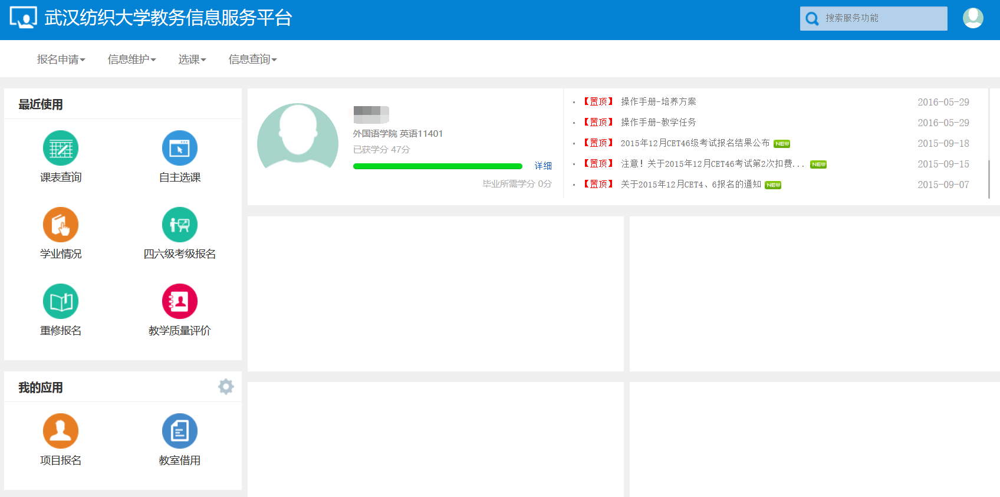 武汉纺织大学教务信息服务平台
搜索服务功能
报名申请 信息维护 选课 信息查询
最近使用
课表查询 自主选课
学业情况 四六级考级报名
重修报名 教学质量评价
我的应用
项目报名 教室借用
外国语学院 英语11401
已获学分 47分
详细
毕业所需学分 0分
【置顶】 操作手册-培养方案 2016-05-29
【置顶】 操作手册-教学任务 2016-05-29
【置顶】 2015年12月CET46级考试报名结果公布 NEW 2015-09-18
【置顶】 注意！关于2015年12月CET46考试第2次扣费... NEW 2015-09-15
【置顶】 关于2015年12月CET4、6报名的通知 NEW 2015-09-07